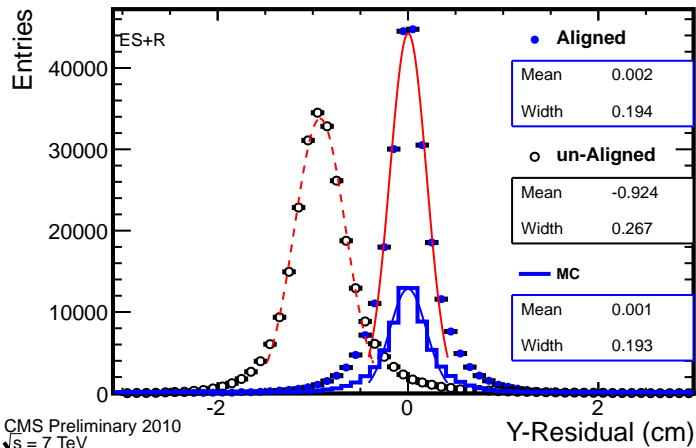 Entries
ES+R
40000
30000
20000
10000
0
Aligned
Mean 0.002
Width 0.194
un-Aligned
Mean -0.924
Width 0.267
MC
Mean 0.001
Width 0.193
-2 0 2
Y-Residual (cm)
CMS Preliminary 2010
√s = 7 TeV